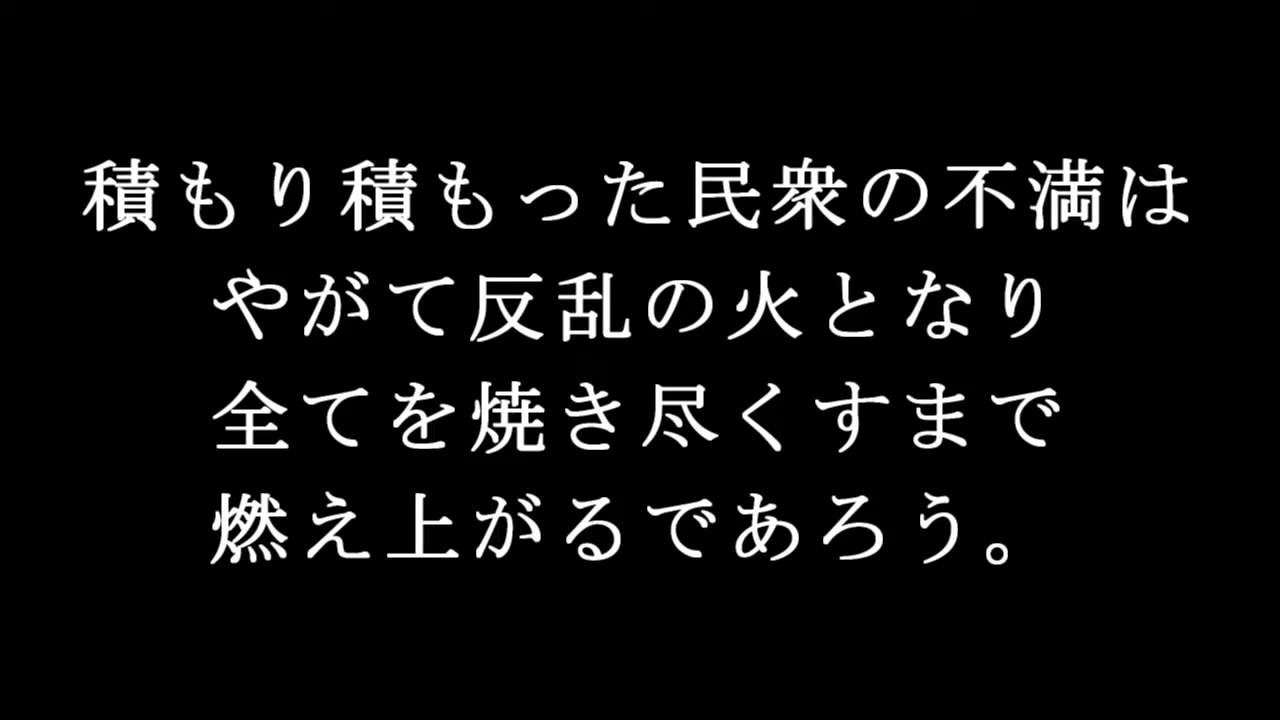 積もり積もった民衆の不満は
やがて反乱の火となり
全てを焼き尽くすまで
燃え上がるであろう。